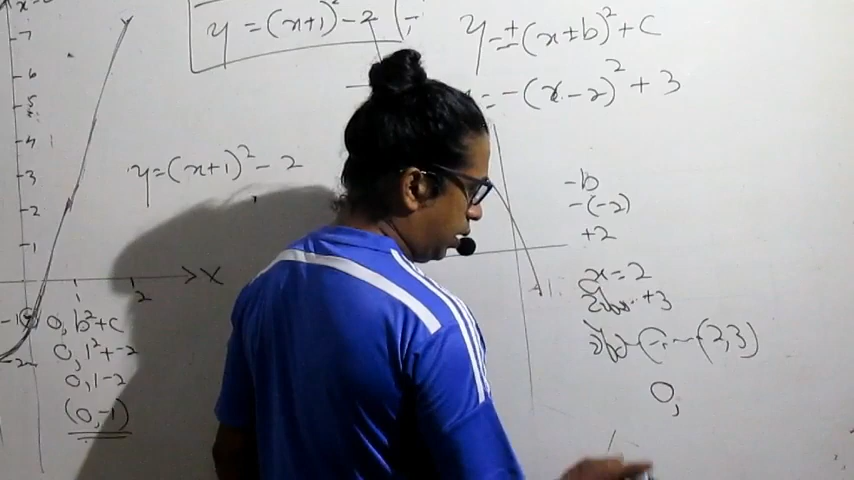 y = (x+1)² - 2
y = ± (x ± b)² + c
= - (x - 2)² + 3
7
6
5
4
3
2
1
y = (x+1)² - 2
X
2
-1
-2
0, b² + c
0, 1² + -2
0, 1 - 2
(0, -1)
-b
-(-2)
+2
x = 2
+3
(2,3)
0,